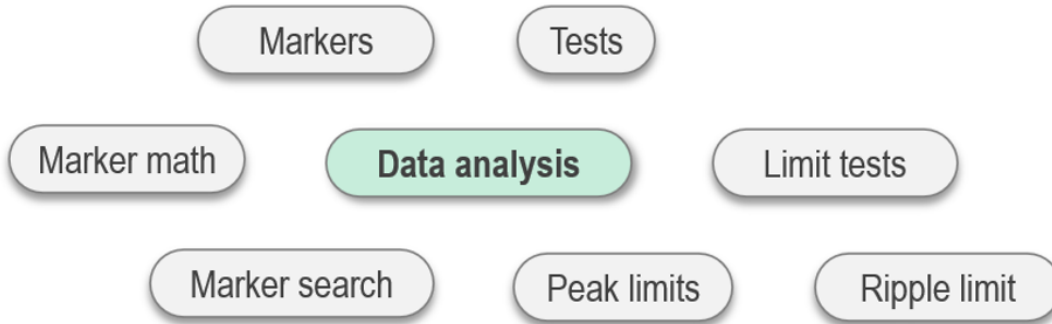 Markers
Tests
Marker math
Data analysis
Limit tests
Marker search
Peak limits
Ripple limit